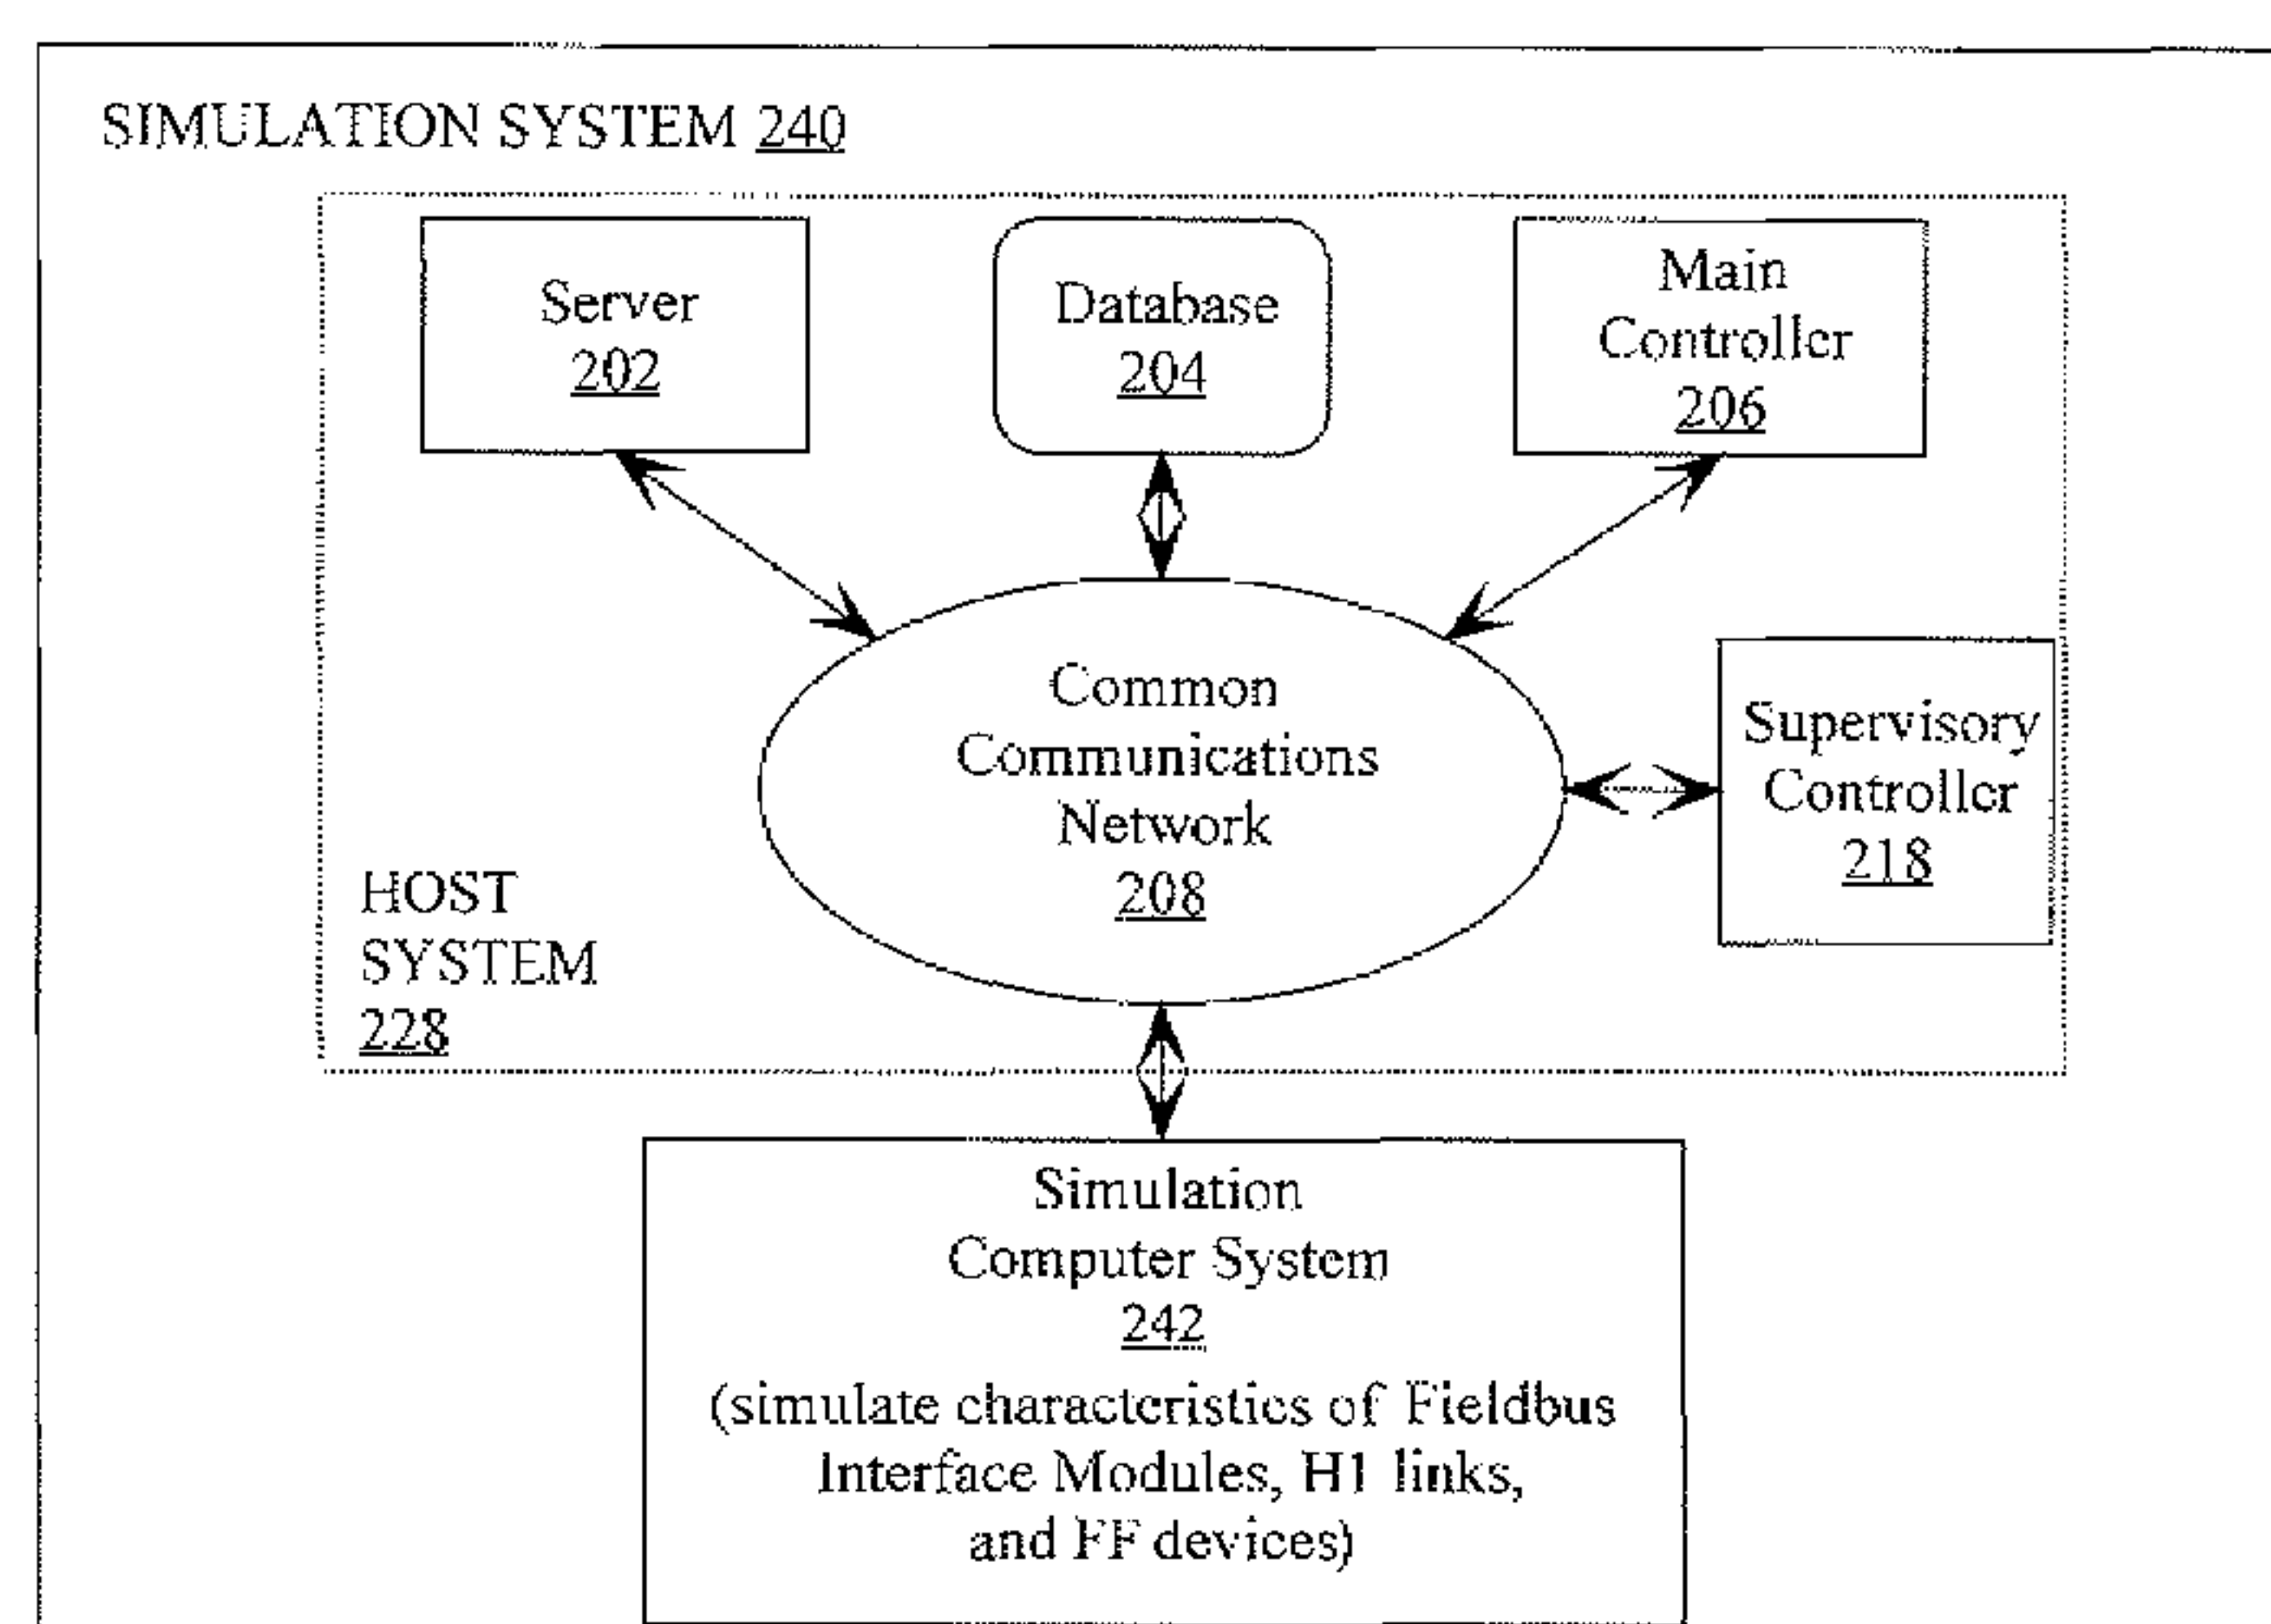 SIMULATION SYSTEM 240
Server
202
Database
204
Main
Controller
206
Common
Communications
Network
208
Supervisory
Controller
218
HOST
SYSTEM
228
Simulation
Computer System
242
(simulate characteristics of Fieldbus
Interface Modules, H1 links,
and FF devices)